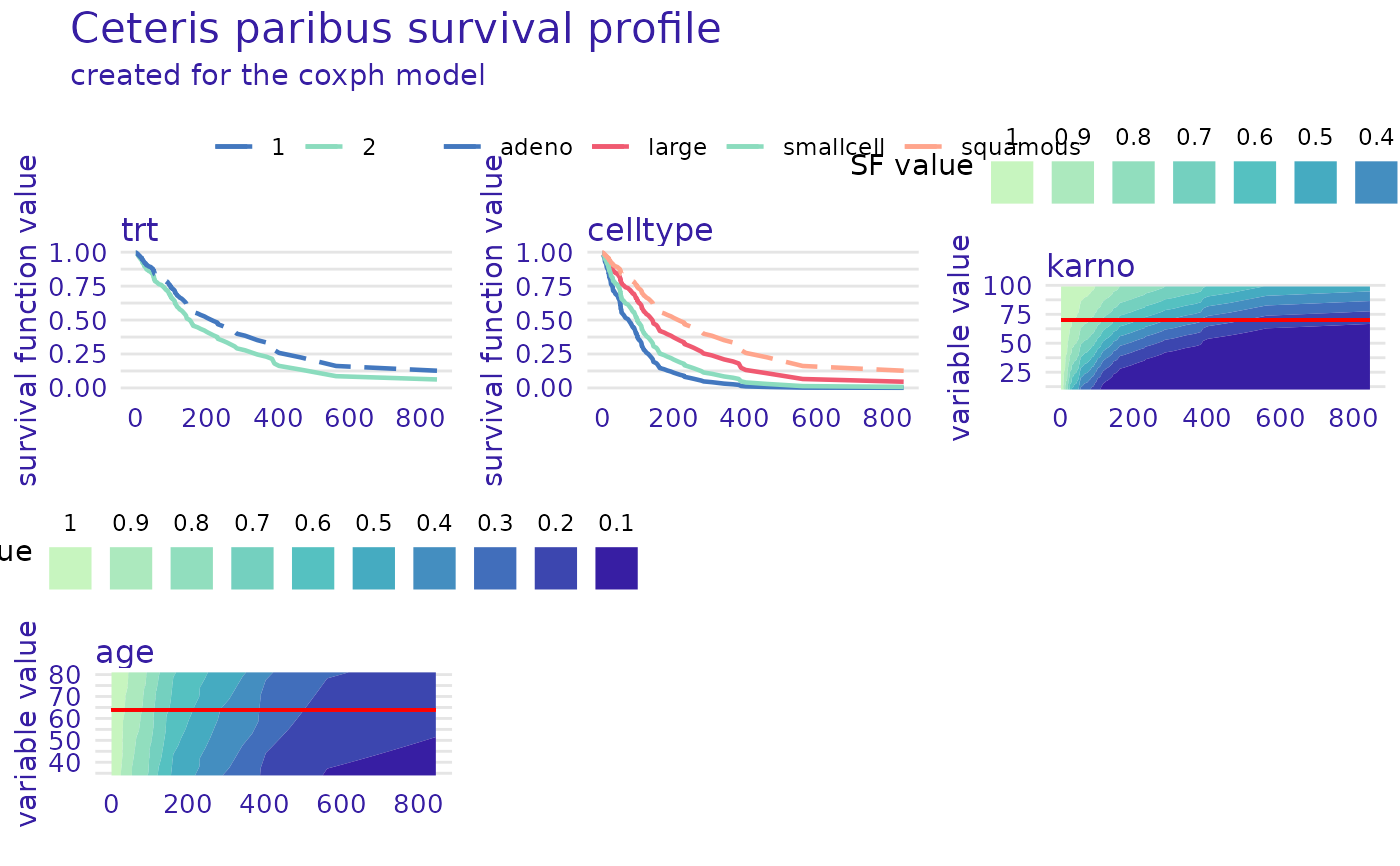 Ceteris paribus survival profile
created for the coxph model
1 2
adeno large smallcell squamous
SF value 1 0.9 0.8 0.7 0.6 0.5 0.4
survival function value
trt
1.00
0.75
0.50
0.25
0.00
0 200 400 600 800
survival function value
celltype
1.00
0.75
0.50
0.25
0.00
0 200 400 600 800
variable value
karno
100
75
50
25
0 200 400 600 800
ue 1 0.9 0.8 0.7 0.6 0.5 0.4 0.3 0.2 0.1
variable value
age
80
70
60
50
40
0 200 400 600 800